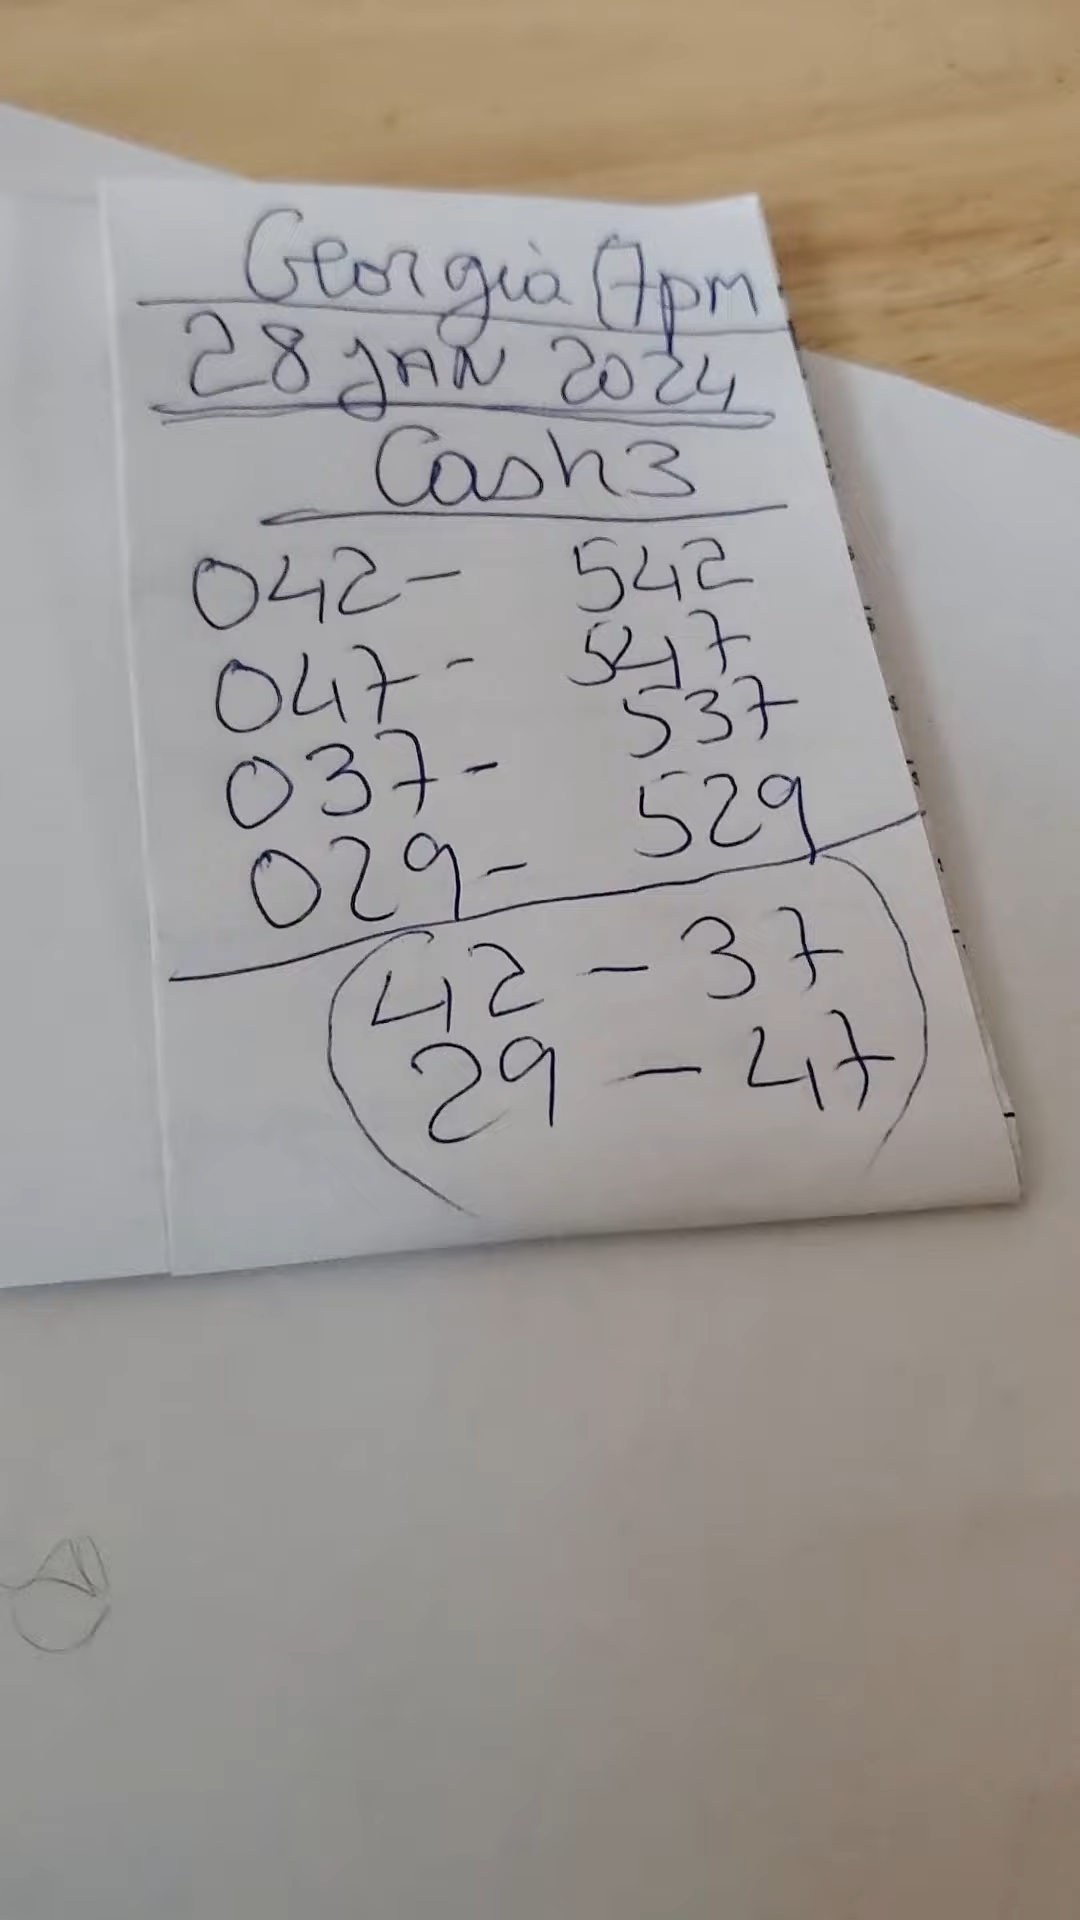 Georgia (7pm
28 JAN 2024
Cash3
042 - 542
047 - 547
037 - 537
029 - 529
42 - 37
29 - 47